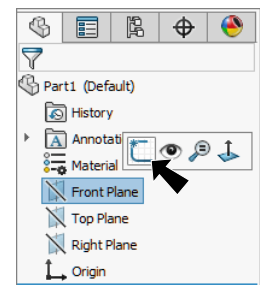 Part1 (Default)
History
A Annotati
Material
Front Plane
Top Plane
Right Plane
Origin